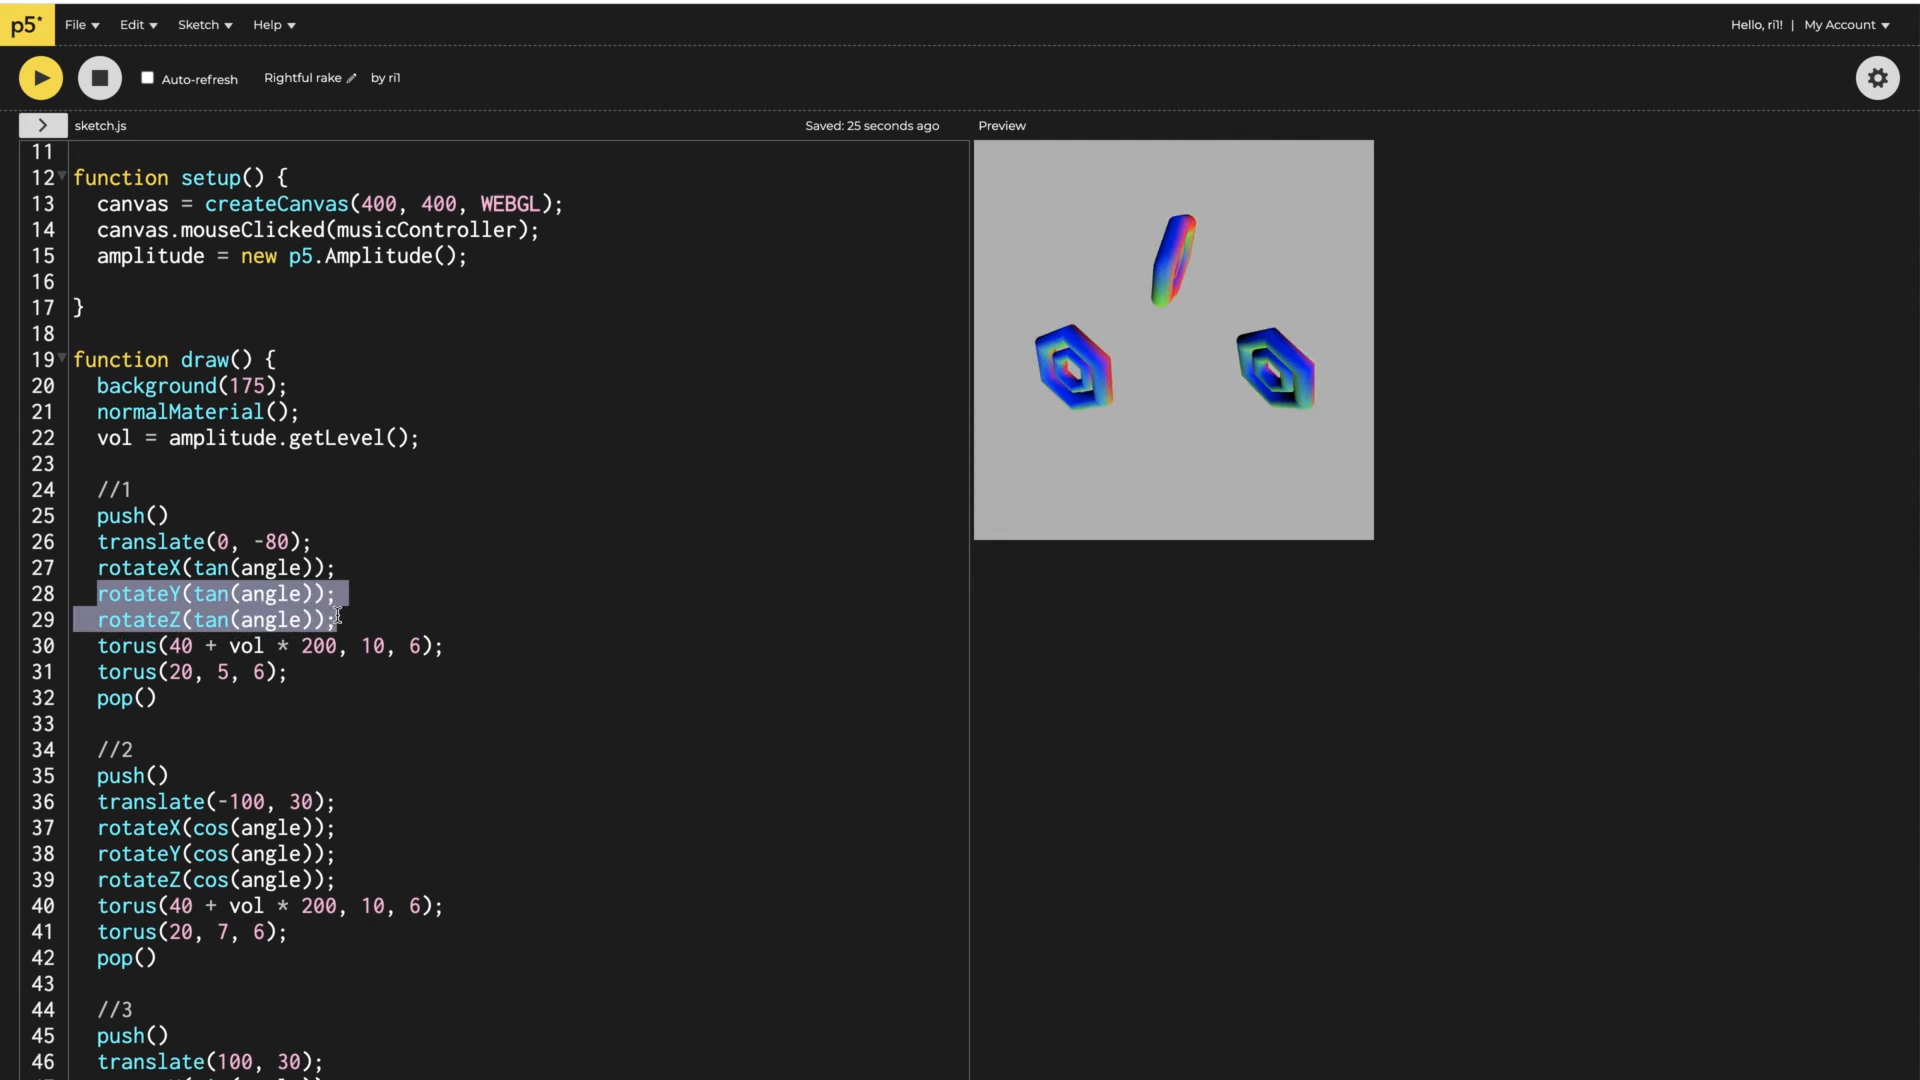 p5* File Edit Sketch Help Hello, ri1! | My Account
Auto-refresh Rightful rake by ri1
> sketch.js Saved: 25 seconds ago Preview
11
12 function setup() {
13 canvas = createCanvas(400, 400, WEBGL);
14 canvas.mouseClicked(musicController);
15 amplitude = new p5.Amplitude();
16
17 }
18
19 function draw() {
20 background(175);
21 normalMaterial();
22 vol = amplitude.getLevel();
23
24 //1
25 push()
26 translate(0, -80);
27 rotateX(tan(angle));
28 rotateY(tan(angle));
29 rotateZ(tan(angle));
30 torus(40 + vol * 200, 10, 6);
31 torus(20, 5, 6);
32 pop()
33
34 //2
35 push()
36 translate(-100, 30);
37 rotateX(cos(angle));
38 rotateY(cos(angle));
39 rotateZ(cos(angle));
40 torus(40 + vol * 200, 10, 6);
41 torus(20, 7, 6);
42 pop()
43
44 //3
45 push()
46 translate(100, 30);